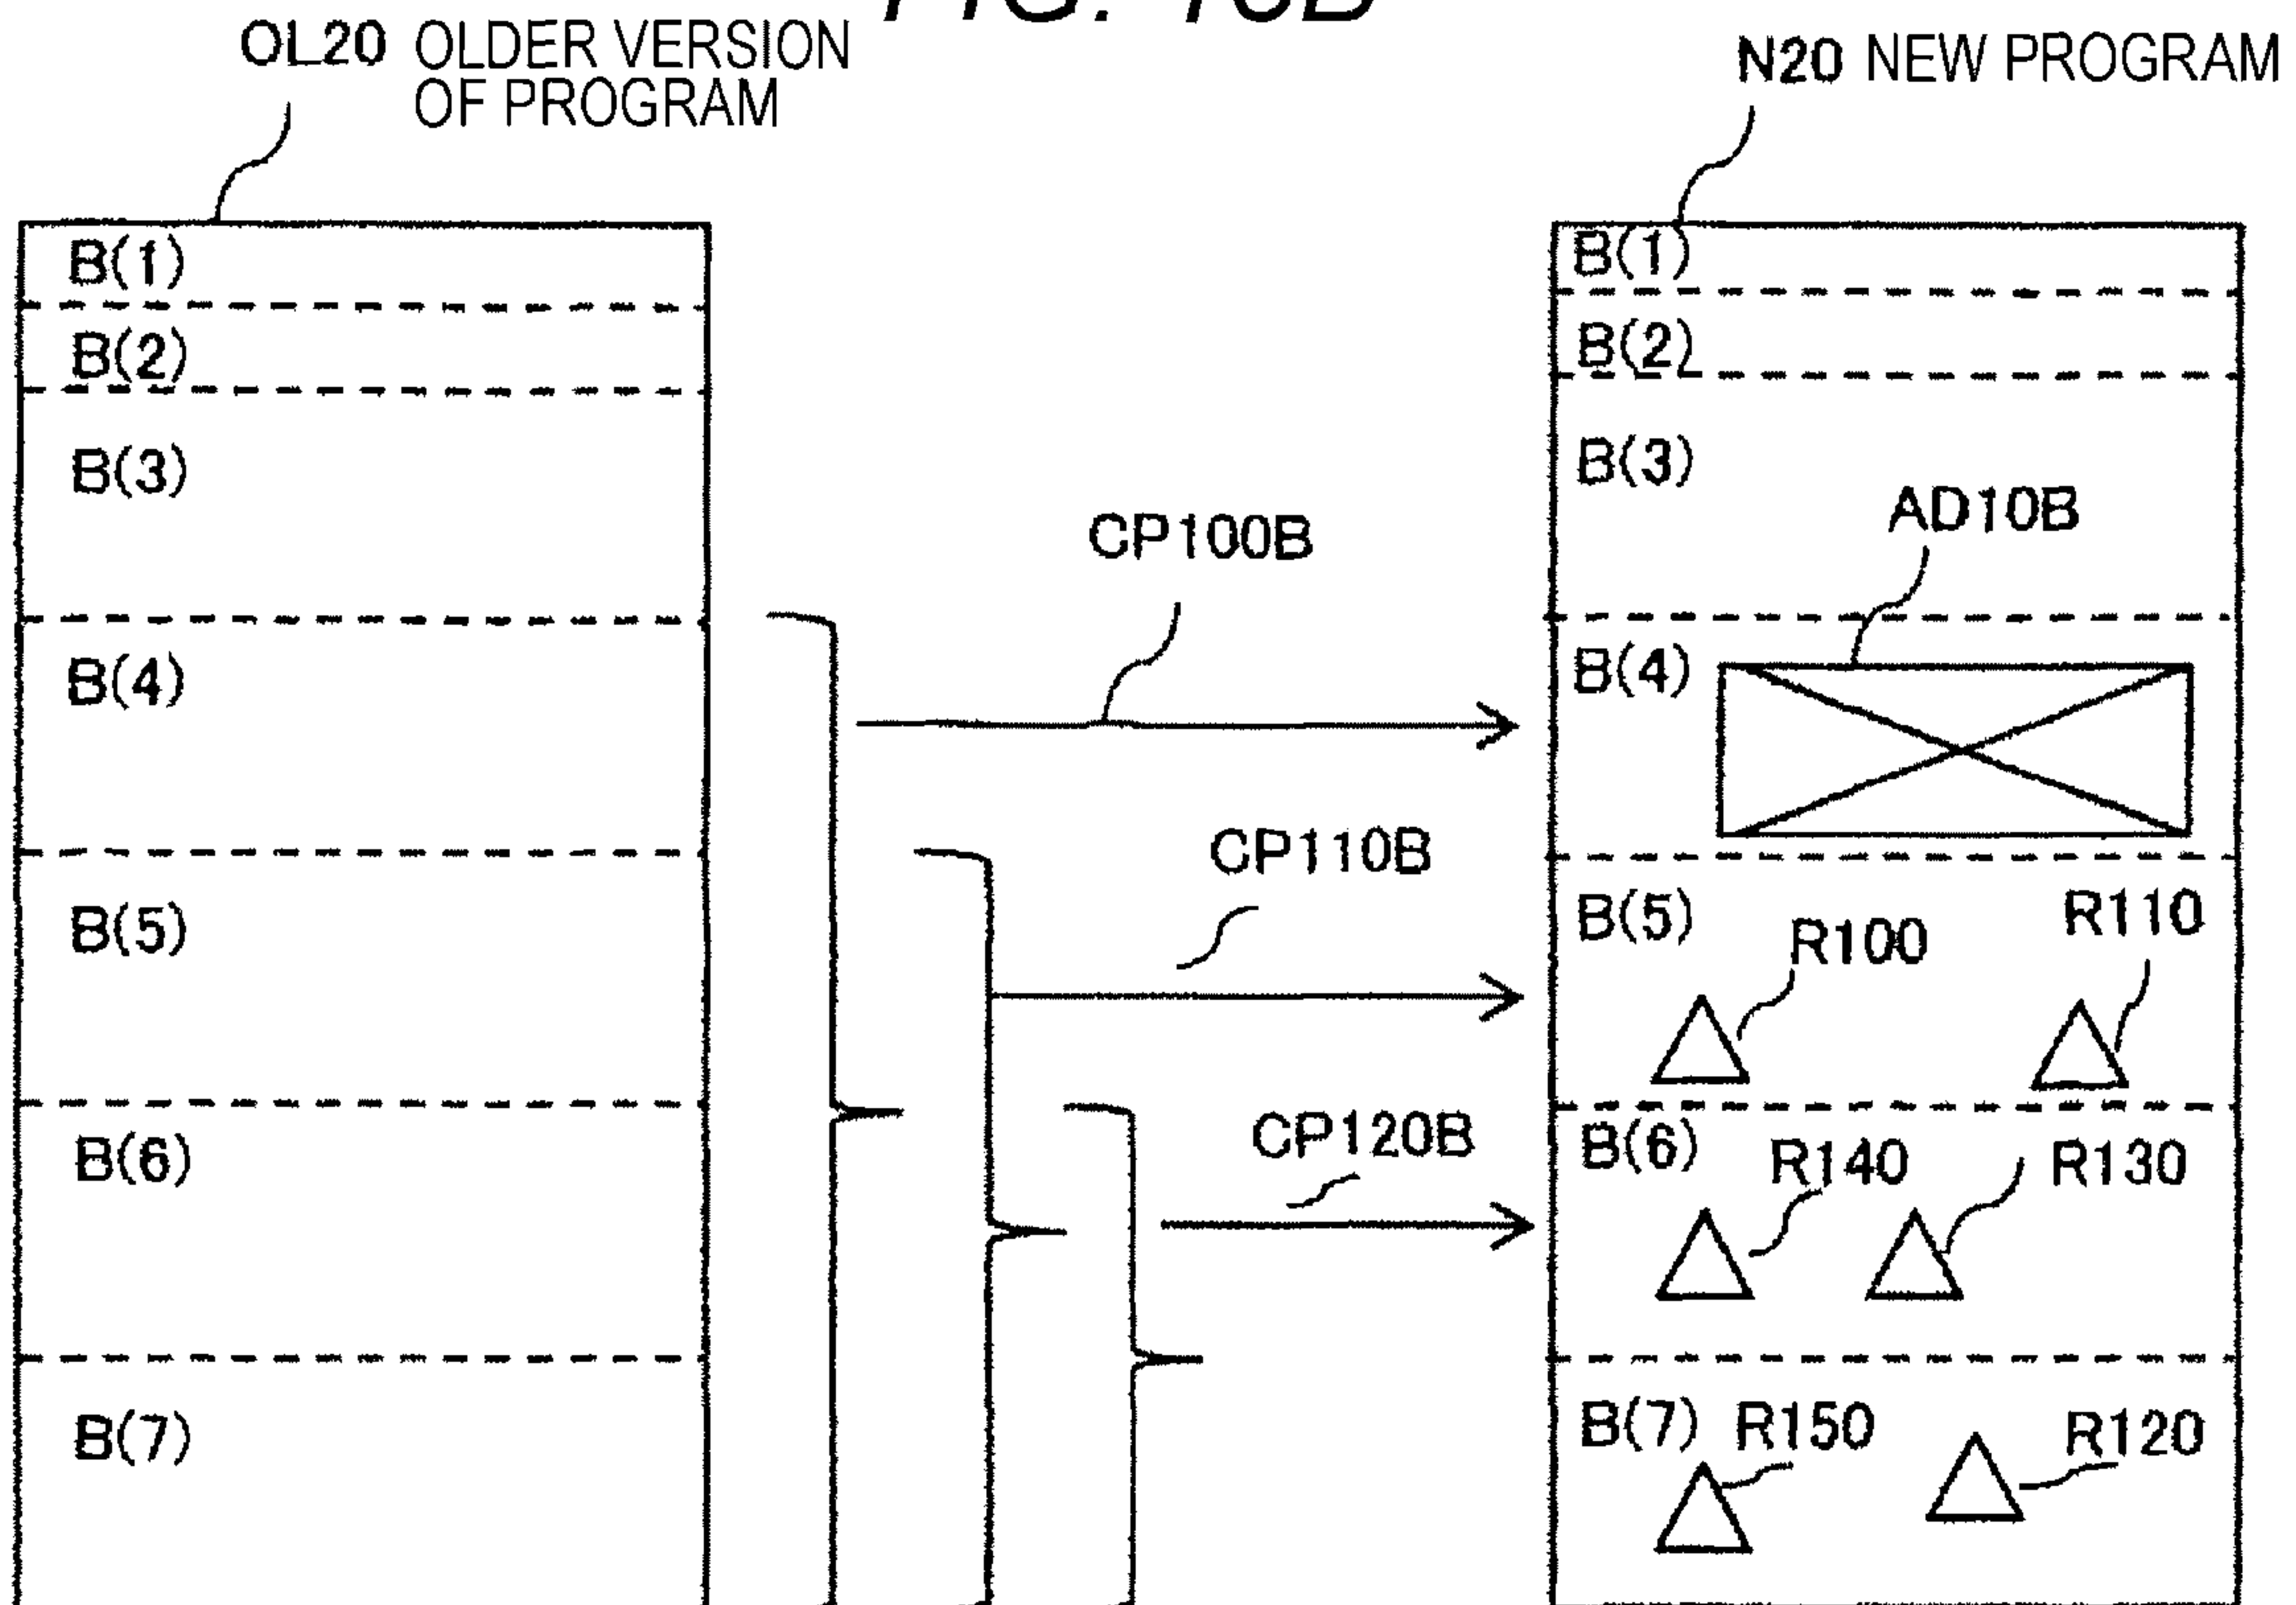 OL20 OLDER VERSION
OF PROGRAM
N20 NEW PROGRAM
B(1)
B(2)
B(3)
B(4)
B(5)
B(6)
B(7)
CP100B
CP110B
CP120B
B(1)
B(2)
B(3)
AD10B
B(4)
B(5)
R100
R110
B(6)
R140
R130
B(7)
R150
R120